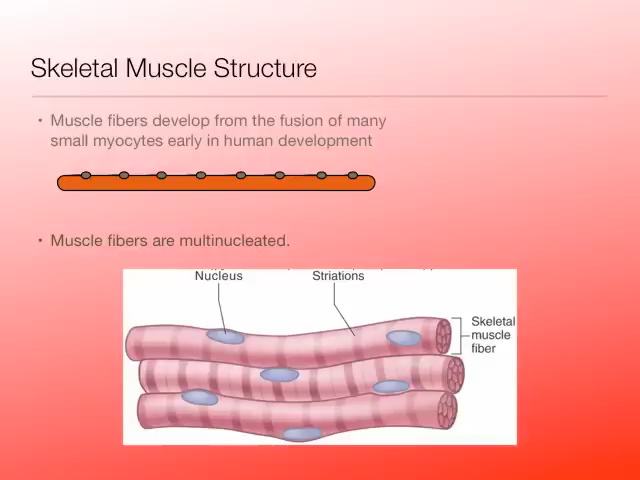 Skeletal Muscle Structure
• Muscle fibers develop from the fusion of many
small myocytes early in human development
• Muscle fibers are multinucleated.
Nucleus
Striations
Skeletal
muscle
fiber